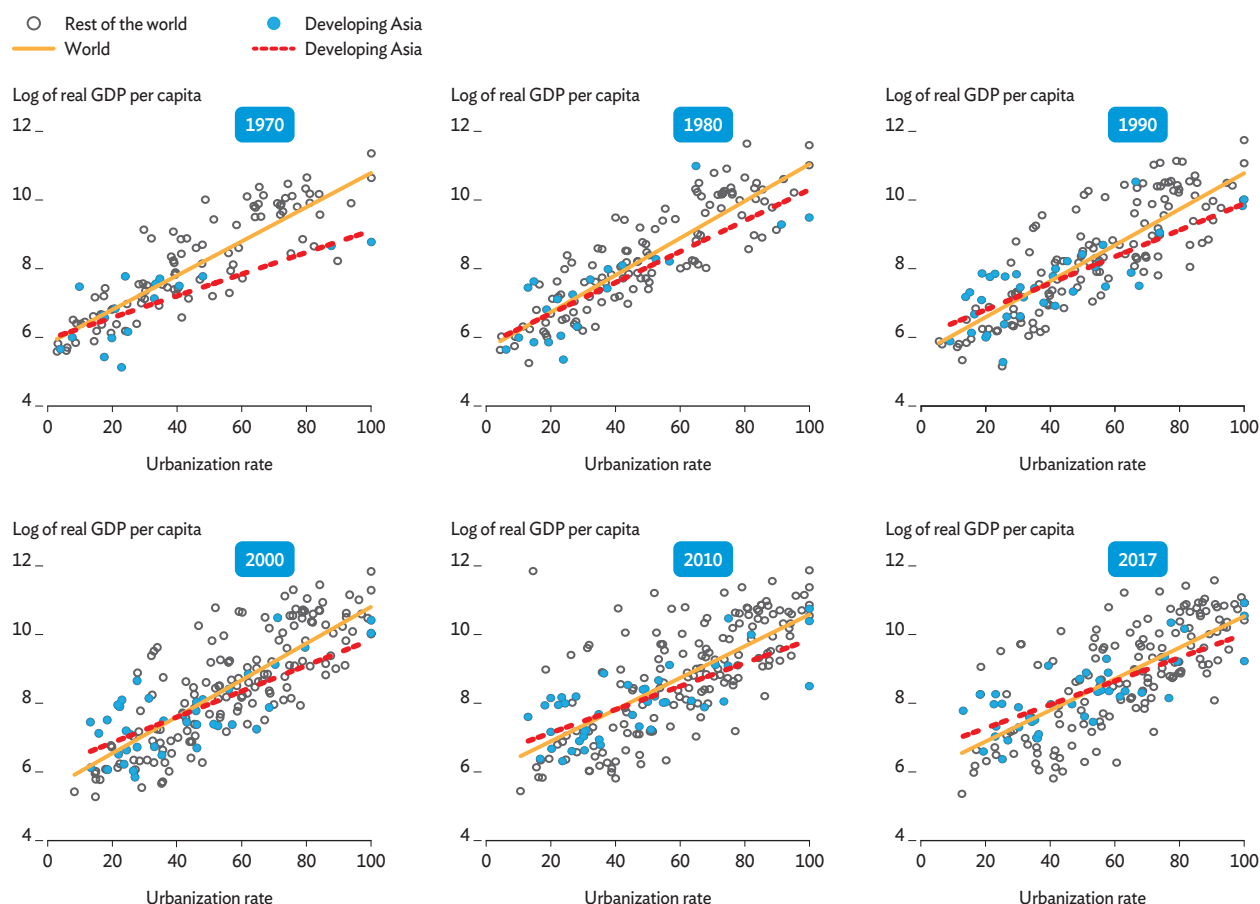 Rest of the world Developing Asia
World Developing Asia
Log of real GDP per capita Log of real GDP per capita Log of real GDP per capita
12 1970 12 1980 12 1990
10 10 10
8 8 8
6 6 6
4 4 4
0 20 40 60 80 100 0 20 40 60 80 100 0 20 40 60 80 100
Urbanization rate Urbanization rate Urbanization rate
Log of real GDP per capita Log of real GDP per capita Log of real GDP per capita
12 2000 12 2010 12 2017
10 10 10
8 8 8
6 6 6
4 4 4
0 20 40 60 80 100 0 20 40 60 80 100 0 20 40 60 80 100
Urbanization rate Urbanization rate Urbanization rate